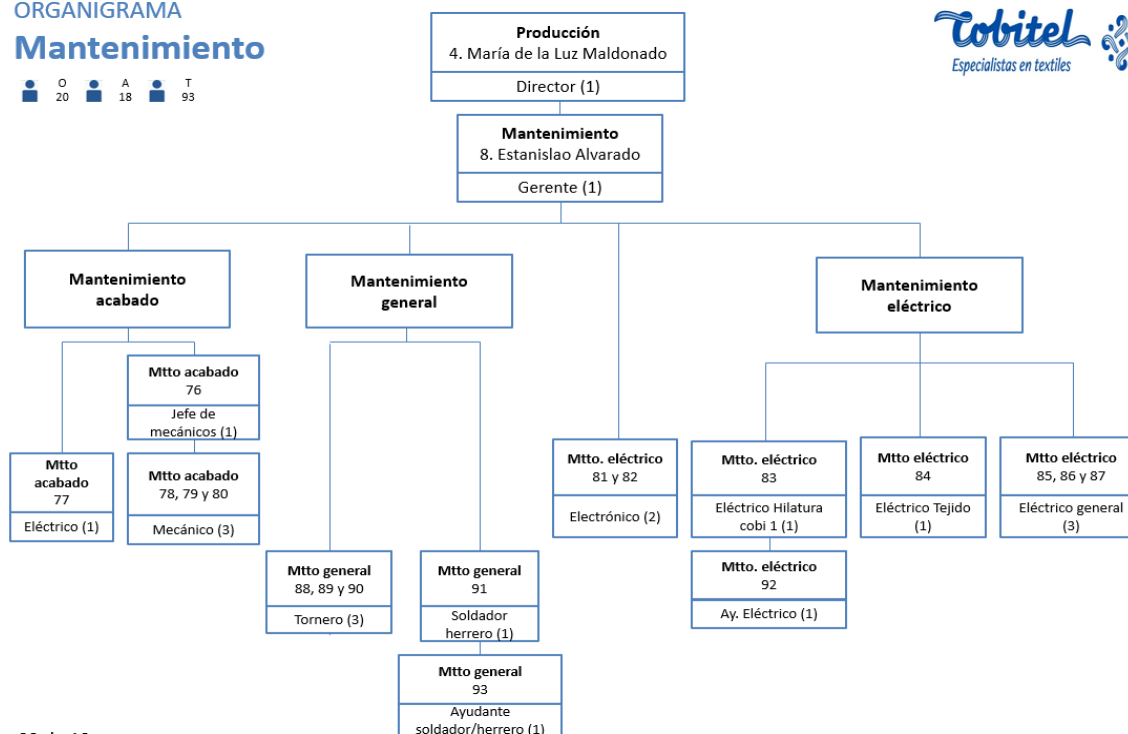 ORGANIGRAMA
Mantenimiento
O A T
20 18 93
Cobitel
Especialistas en textiles
Producción
4. María de la Luz Maldonado
Director (1)
Mantenimiento
8. Estanislao Alvarado
Gerente (1)
Mantenimiento
acabado
Mantenimiento
general
Mantenimiento
eléctrico
Mtto acabado
76
Jefe de
mecánicos (1)
Mtto
acabado
77
Eléctrico (1)
Mtto acabado
78, 79 y 80
Mecánico (3)
Mtto. eléctrico
81 y 82
Electrónico (2)
Mtto. eléctrico
83
Eléctrico Hilatura
cobi 1 (1)
Mtto eléctrico
84
Eléctrico Tejido
(1)
Mtto eléctrico
85, 86 y 87
Eléctrico general
(3)
Mtto general
88, 89 y 90
Tornero (3)
Mtto general
91
Soldador
herrero (1)
Mtto. eléctrico
92
Ay. Eléctrico (1)
Mtto general
93
Ayudante
soldador/herrero (1)